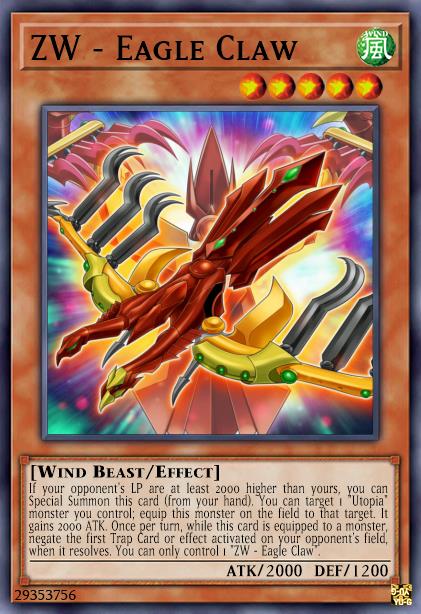 ZW - Eagle Claw
WIND
風
[Wind Beast/Effect]
If your opponent's LP are at least 2000 higher than yours, you can
Special Summon this card (from your hand). You can target 1 "Utopia"
monster you control; equip this monster on the field to that target. It
gains 2000 ATK. Once per turn, while this card is equipped to a monster,
negate the first Trap Card or effect activated on your opponent's field,
when it resolves. You can only control 1 "ZW - Eagle Claw".
ATK/2000 DEF/1200
29353756